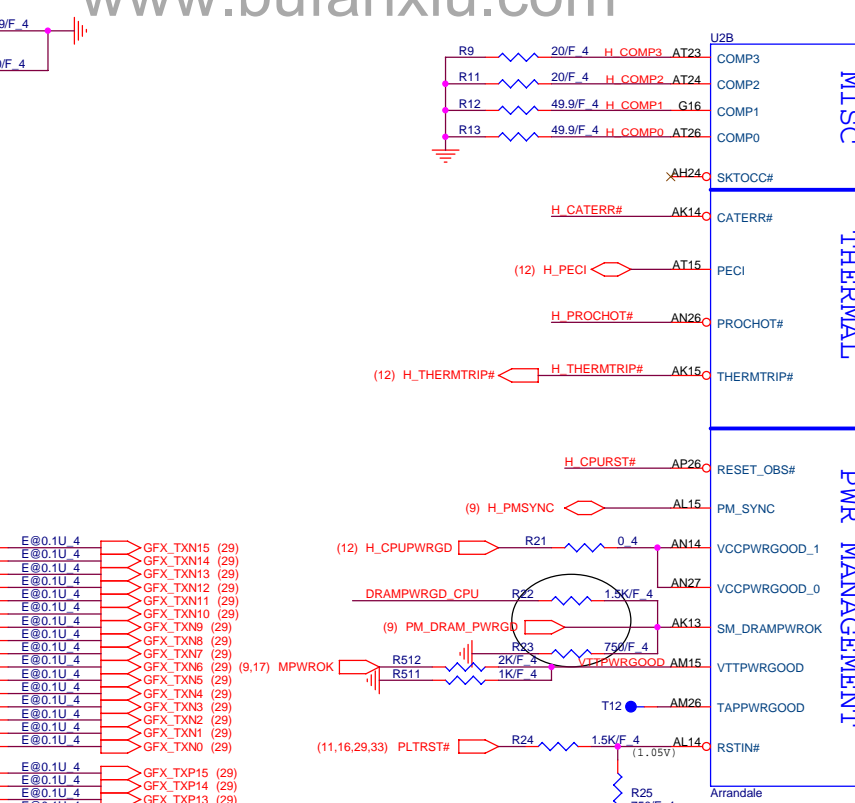 www.bufanxiu.com
9/F_4
0/F_4
U2B
R9 20/F_4 H_COMP3 AT23 COMP3
R11 20/F_4 H_COMP2 AT24 COMP2
R12 49.9/F_4 H_COMP1 G16 COMP1
R13 49.9/F_4 H_COMP0 AT26 COMP0
MISC
AH24 SKTOCC#
H_CATERR# AK14 CATERR#
(12) H_PECI AT15 PECI
THERMAL
H_PROCHOT# AN26 PROCHOT#
(12) H_THERMTRIP# H_THERMTRIP# AK15 THERMTRIP#
H_CPURST# AP26 RESET_OBS#
(9) H_PMSYNC AL15 PM_SYNC
PWR MANAGEMENT
(12) H_CPUPWRGD R21 0_4 AN14 VCCPWRGOOD_1
AN27 VCCPWRGOOD_0
DRAMPWRGD_CPU R22 1.5K/F_4
(9) PM_DRAM_PWRGD AK13 SM_DRAMPWROK
R23 750/F_4
(9,17) MPWROK R512 2K/F_4 VTTPWRGOOD AM15 VTTPWRGOOD
R511 1K/F_4
T12 AM26 TAPPWRGOOD
(11,16,29,33) PLTRST# R24 1.5K/F_4 (1.05V) AL14 RSTIN#
R25
750/F_4
Arrandale
E@0.1U_4 GFX_TXN15 (29)
E@0.1U_4 GFX_TXN14 (29)
E@0.1U_4 GFX_TXN13 (29)
E@0.1U_4 GFX_TXN12 (29)
E@0.1U_4 GFX_TXN11 (29)
E@0.1U_4 GFX_TXN10 (29)
E@0.1U_4 GFX_TXN9 (29)
E@0.1U_4 GFX_TXN8 (29)
E@0.1U_4 GFX_TXN7 (29)
E@0.1U_4 GFX_TXN6 (29)
E@0.1U_4 GFX_TXN5 (29)
E@0.1U_4 GFX_TXN4 (29)
E@0.1U_4 GFX_TXN3 (29)
E@0.1U_4 GFX_TXN2 (29)
E@0.1U_4 GFX_TXN1 (29)
E@0.1U_4 GFX_TXN0 (29)
E@0.1U_4 GFX_TXP15 (29)
E@0.1U_4 GFX_TXP14 (29)
E@0.1U_4 GFX_TXP13 (29)